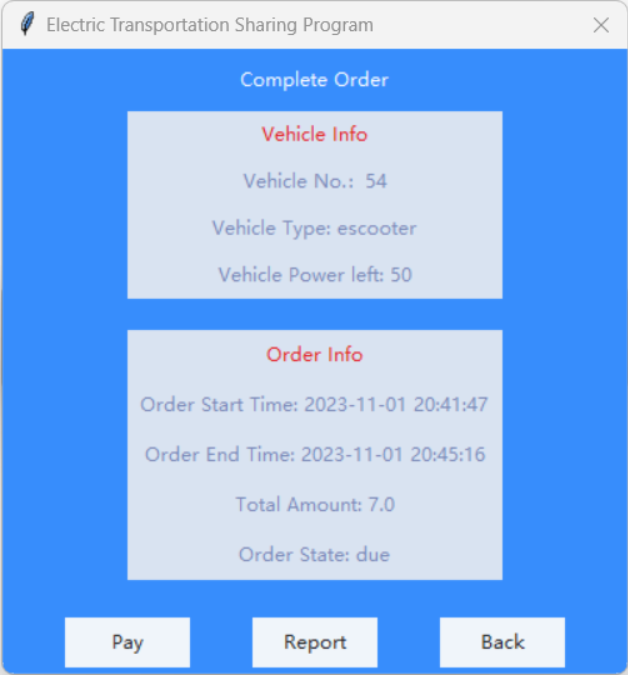 Electric Transportation Sharing Program
Complete Order
Vehicle Info
Vehicle No.:  54
Vehicle Type: escooter
Vehicle Power left: 50
Order Info
Order Start Time: 2023-11-01 20:41:47
Order End Time: 2023-11-01 20:45:16
Total Amount: 7.0
Order State: due
Pay
Report
Back